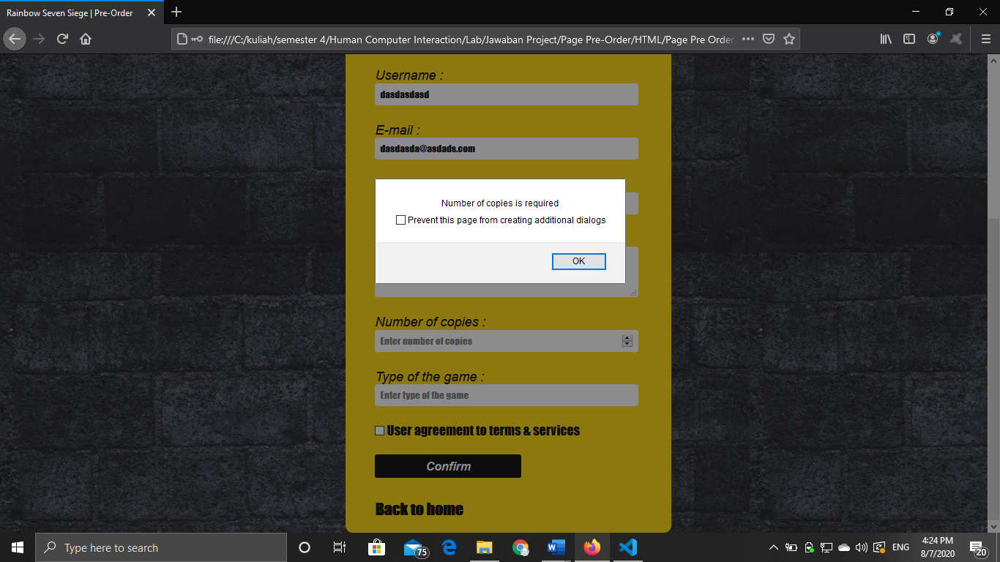 Rainbow Seven Siege | Pre-Order
file:///C:/kuliah/semester 4/Human Computer Interaction/Lab/Jawaban Project/Page Pre-Order/HTML/Page Pre Order.
Username :
dasdasdasd
E-mail :
dasdasda@asdads.com
Number of copies is required
Prevent this page from creating additional dialogs
OK
Number of copies :
Enter number of copies
Type of the game :
Enter type of the game
User agreement to terms & services
Confirm
Back to home
Type here to search
75
ENG
4:24 PM
8/7/2020
20